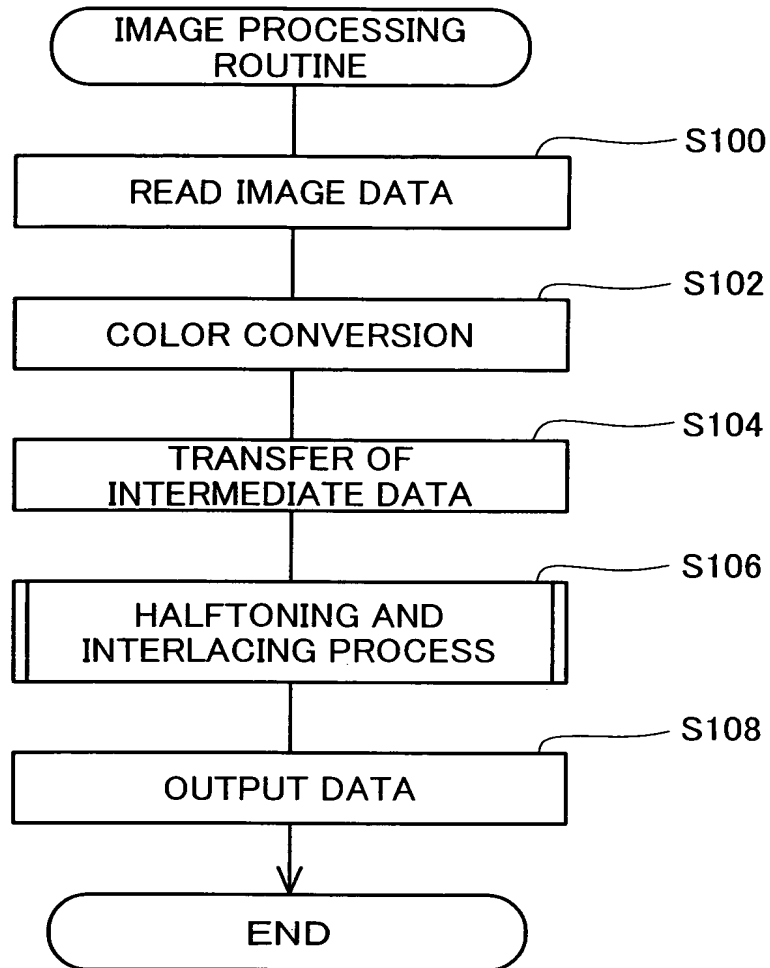 IMAGE PROCESSING
ROUTINE
S100
READ IMAGE DATA
S102
COLOR CONVERSION
S104
TRANSFER OF
INTERMEDIATE DATA
S106
HALFTONING AND
INTERLACING PROCESS
S108
OUTPUT DATA
END